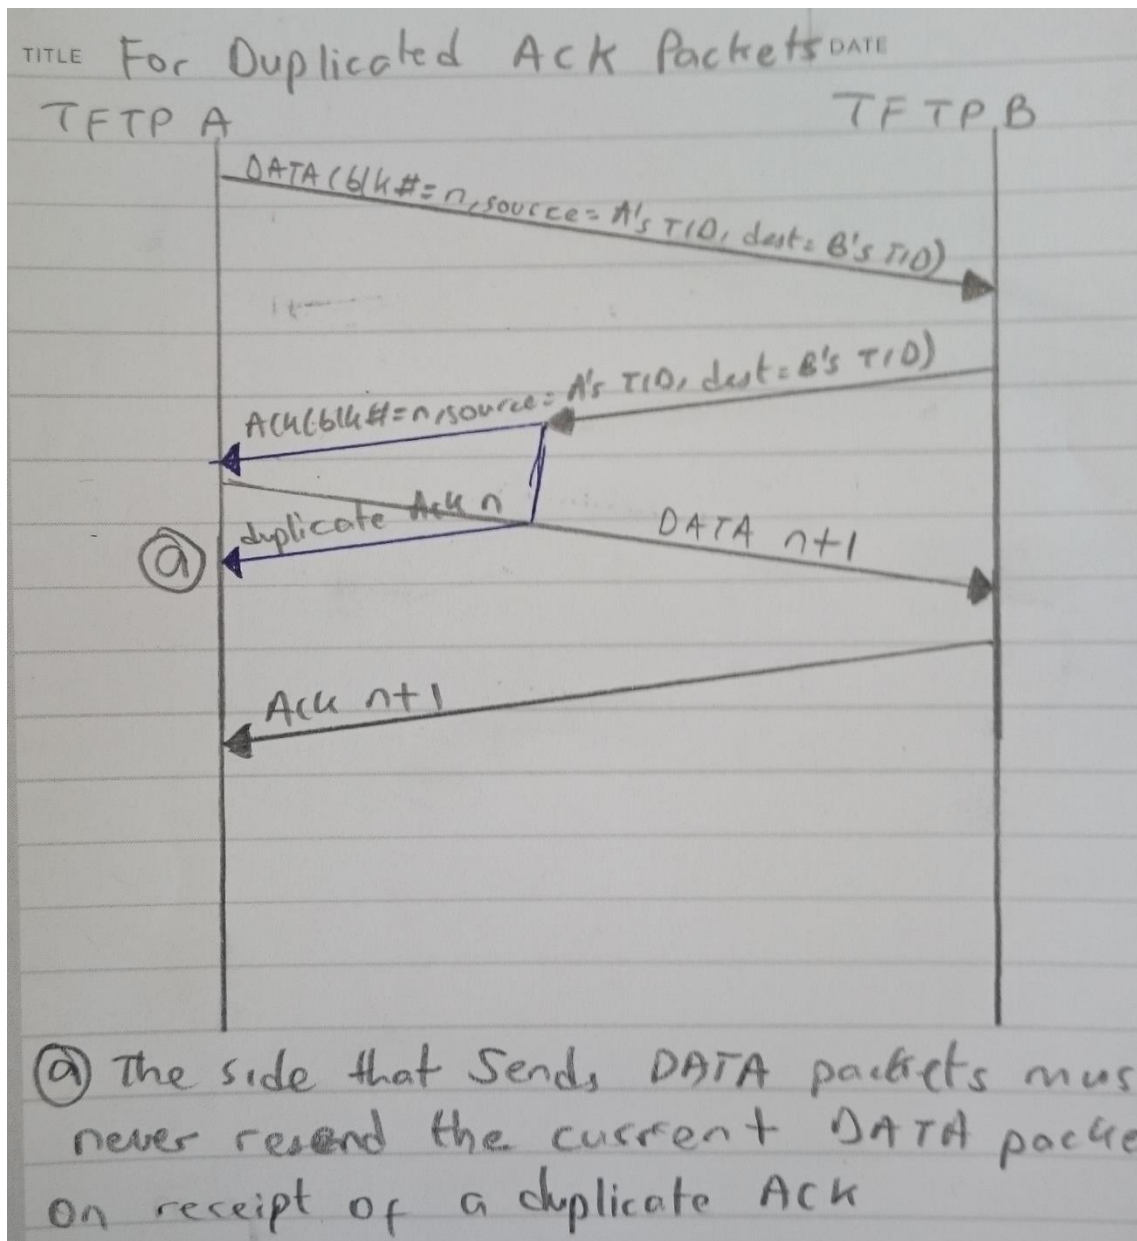 TITLE For Duplicated Ack Packets DATE
TFTP A TFTP B
DATA (blk#=n, source= A's TID, dest= B's TID)
Ack(blk#=n, source= A's TID, dest= B's TID)
duplicate Ack n
DATA n+1
a
Ack n+1
a The side that Sends DATA packets mus
never resend the current DATA packe
on receipt of a duplicate Ack